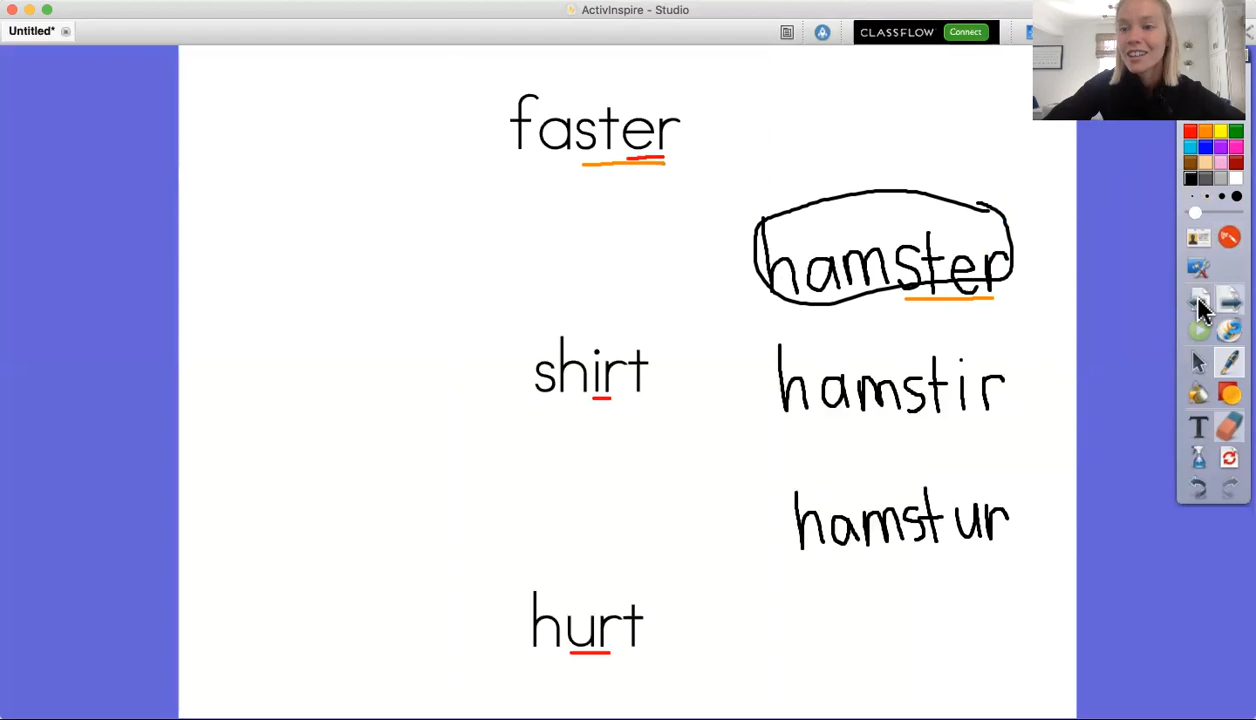 ActivInspire - Studio
Untitled*
CLASSFLOW Connect
faster
hamster
shirt
hamstir
hamstur
hurt
T